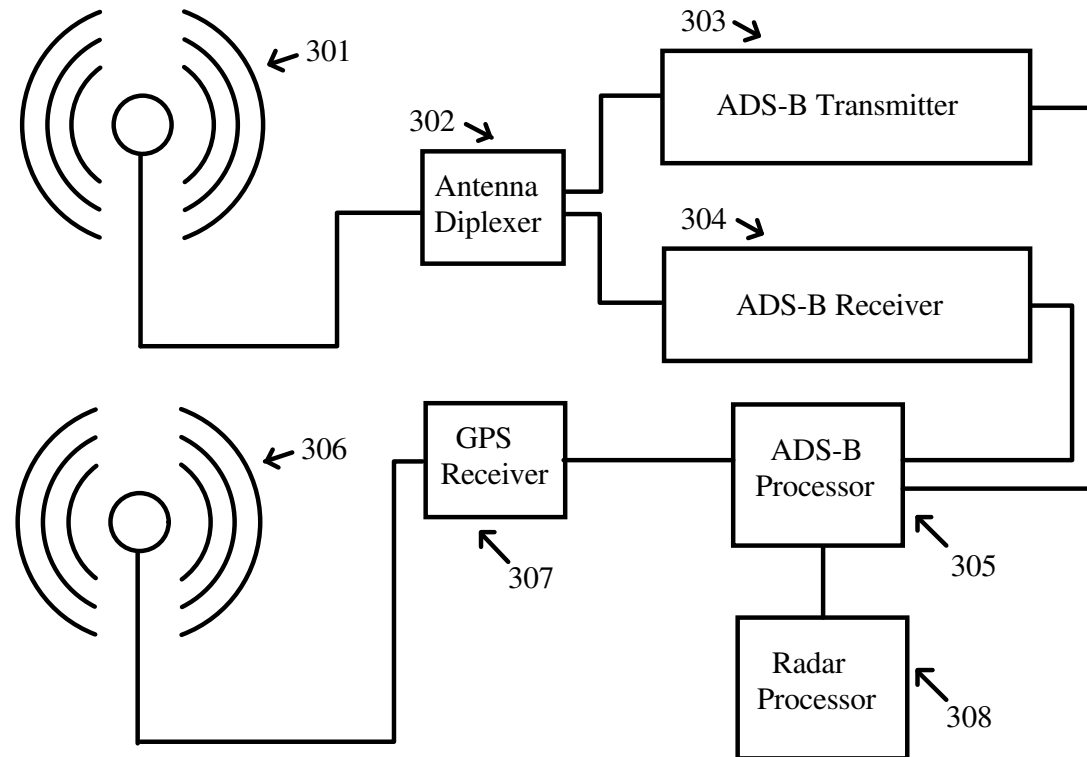 303
301
ADS-B Transmitter
302
Antenna
Diplexer
304
ADS-B Receiver
306
GPS
Receiver
ADS-B
Processor
307
305
Radar
Processor
308